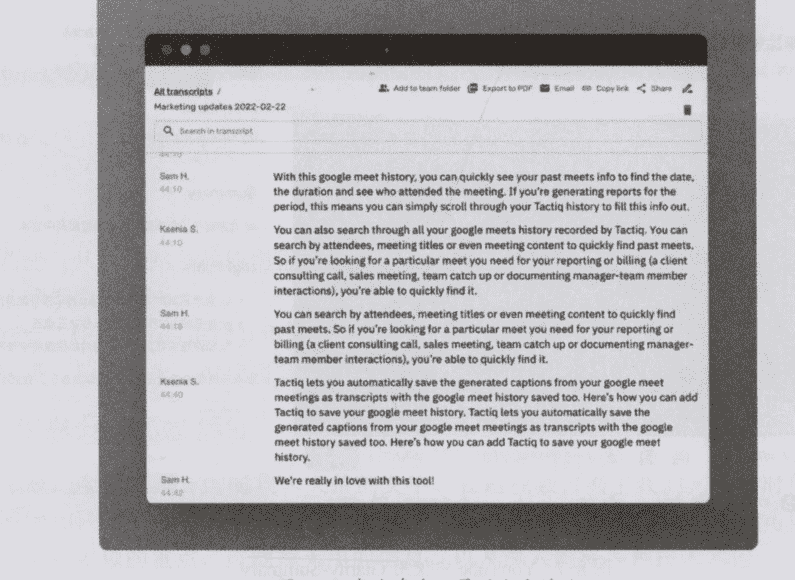 All transcripts /
Add to team folder Export to PDF Email Copy link Share
Marketing updates 2022-02-22
Search in transcript
Sam H.
44:10
With this google meet history, you can quickly see your past meets info to find the date,
the duration and see who attended the meeting. If you're generating reports for the
period, this means you can simply scroll through your Tactiq history to fill this info out.
Ksenia S.
44:10
You can also search through all your google meets history recorded by Tactiq. You can
search by attendees, meeting titles or even meeting content to quickly find past meets.
So if you're looking for a particular meet you need for your reporting or billing (a client
consulting call, sales meeting, team catch up or documenting manager-team member
interactions), you're able to quickly find it.
Sam H.
You can search by attendees, meeting titles or even meeting content to quickly find
past meets. So if you're looking for a particular meet you need for your reporting or
billing (a client consulting call, sales meeting, team catch up or documenting manager-
team member interactions), you're able to quickly find it.
Ksenia S.
44:40
Tactiq lets you automatically save the generated captions from your google meet
meetings as transcripts with the google meet history saved too. Here's how you can add
Tactiq to save your google meet history. Tactiq lets you automatically save the
generated captions from your google meet meetings as transcripts with the google
meet history saved too. Here's how you can add Tactiq to save your google meet
history.
Sam H.
44:42
We're really in love with this tool!